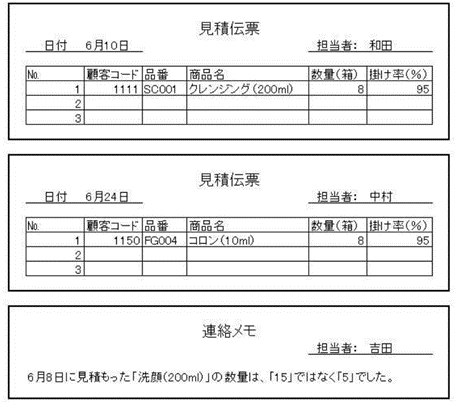 見積伝票
日付 6月10日 担当者: 和田
No. 顧客コード 品番 商品名 数量(箱) 掛け率(%)
1 1111 SC001 クレンジング(200ml) 8 95
2
3
見積伝票
日付 6月24日 担当者: 中村
No. 顧客コード 品番 商品名 数量(箱) 掛け率(%)
1 1150 FG004 コロン(10ml) 8 95
2
3
連絡メモ
担当者: 吉田
6月8日に見積もった「洗顔(200ml)」の数量は、「15」ではなく「5」でした。